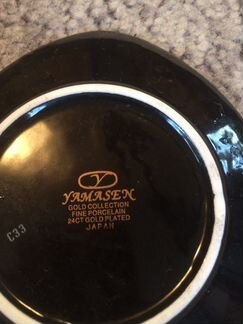 YAMASEN
GOLD COLLECTION
FINE PORCELAIN
24CT GOLD PLATED
JAPAN
C33